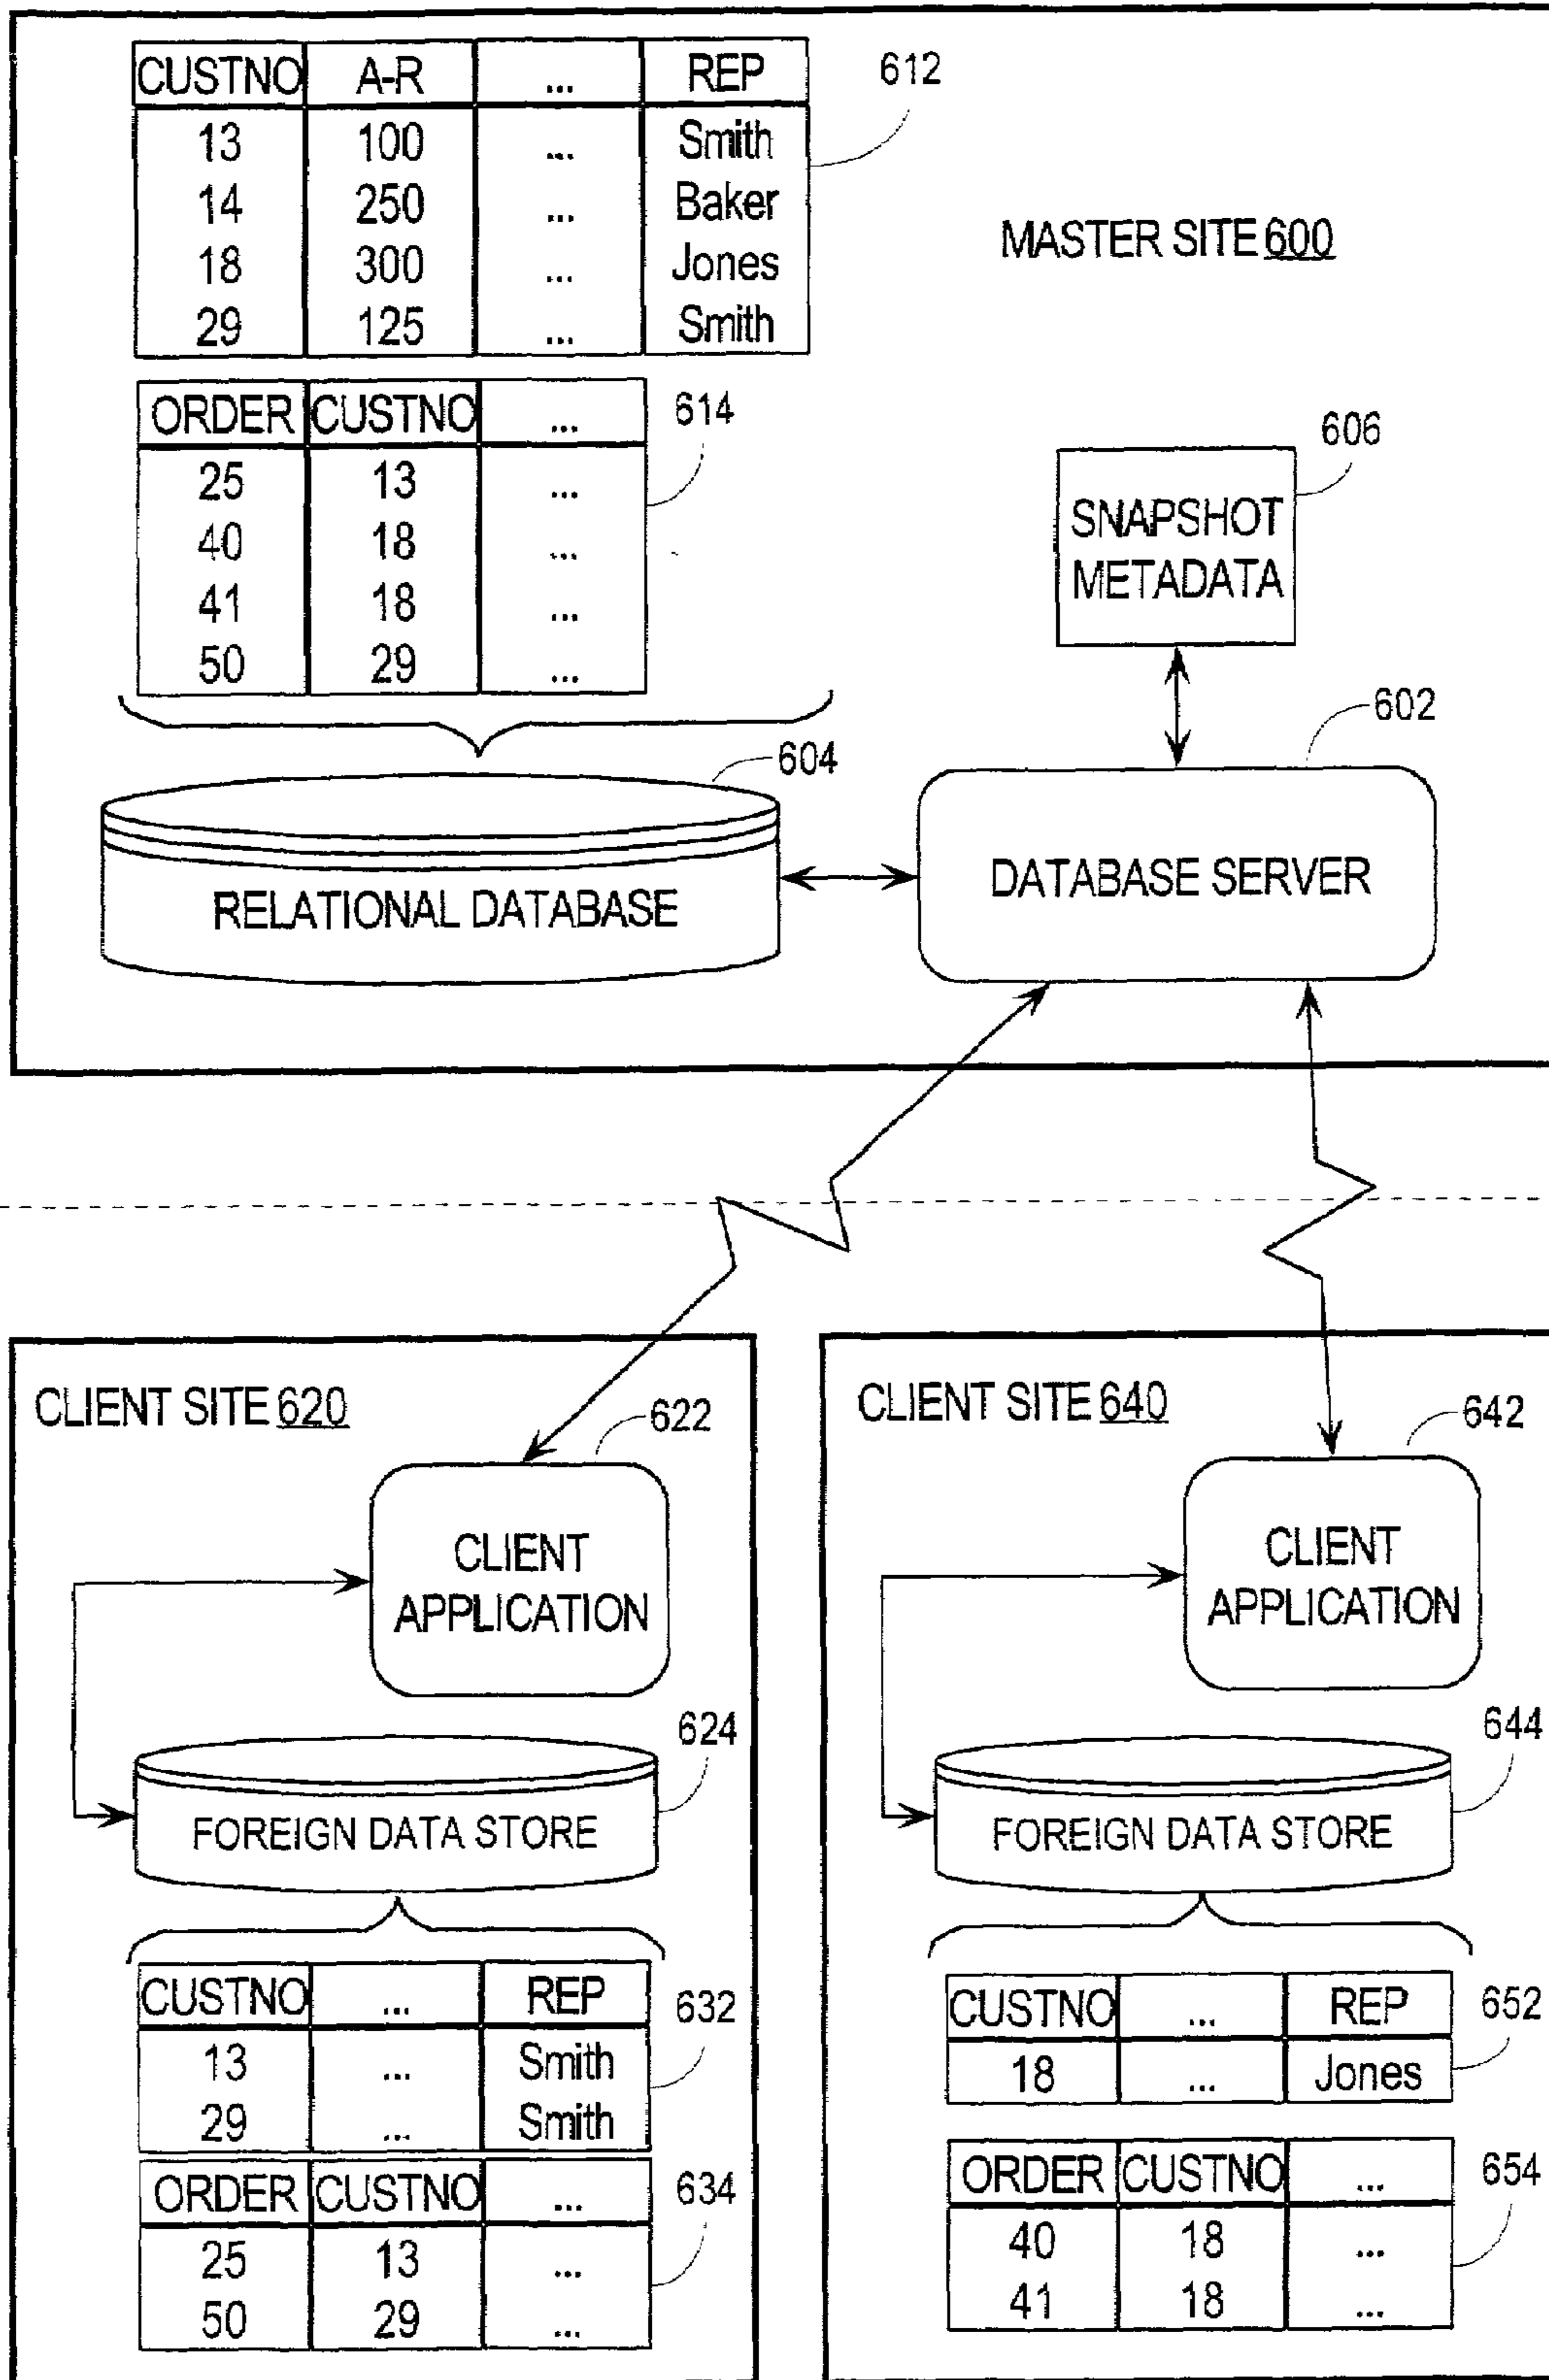 CUSTNO A-R ... REP 612
13 100 ... Smith
14 250 ... Baker
18 300 ... Jones
29 125 ... Smith
MASTER SITE 600
ORDER CUSTNO ... 614
25 13 ...
40 18 ...
41 18 ...
50 29 ...
606
SNAPSHOT
METADATA
602
604
RELATIONAL DATABASE
DATABASE SERVER
CLIENT SITE 620
622
CLIENT
APPLICATION
624
FOREIGN DATA STORE
CUSTNO ... REP 632
13 ... Smith
29 ... Smith
ORDER CUSTNO ... 634
25 13 ...
50 29 ...
CLIENT SITE 640
642
CLIENT
APPLICATION
644
FOREIGN DATA STORE
CUSTNO ... REP 652
18 ... Jones
ORDER CUSTNO ... 654
40 18 ...
41 18 ...